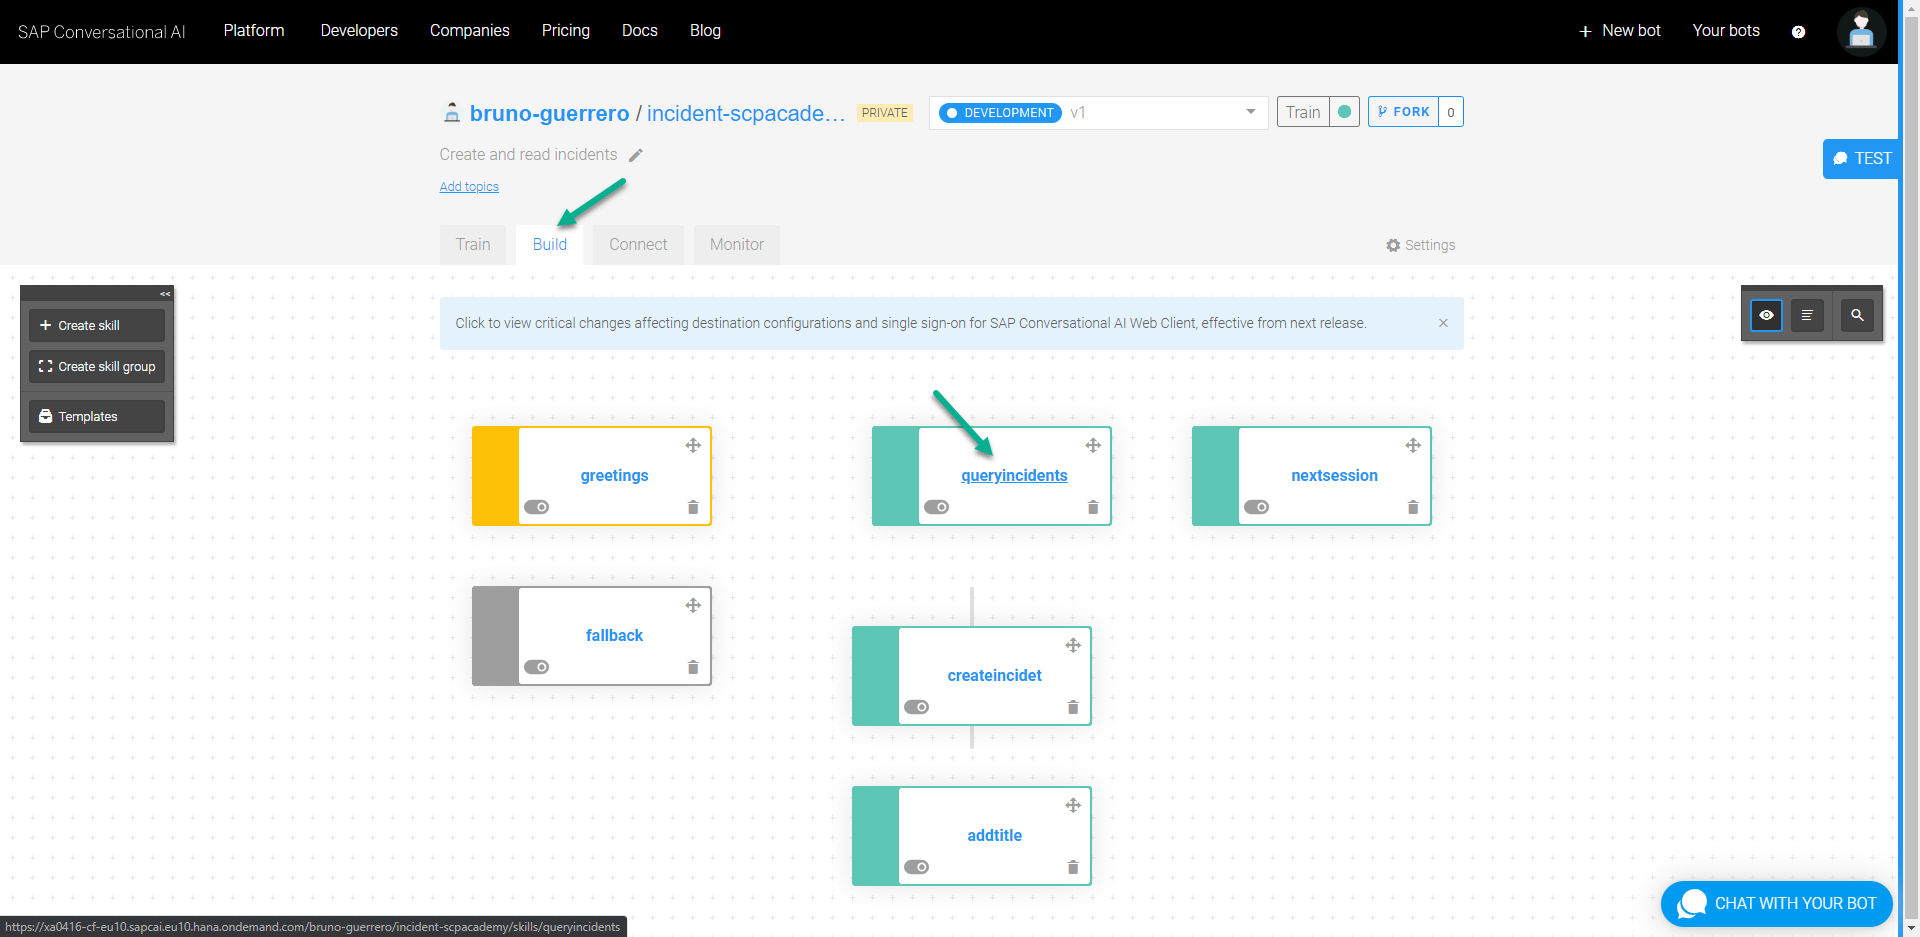 SAP Conversational AI Platform Developers Companies Pricing Docs Blog + New bot Your bots ?
bruno-guerrero / incident-scpacade... PRIVATE DEVELOPMENT v1 Train FORK 0
Create and read incidents
TEST
Add topics
Train Build Connect Monitor Settings
<<
+ Create skill
Create skill group
Templates
Click to view critical changes affecting destination configurations and single sign-on for SAP Conversational AI Web Client, effective from next release. ×
greetings
queryincidents
nextsession
fallback
createincidet
addtitle
CHAT WITH YOUR BOT
https://xa0416-cf-eu10.sapcai.eu10.hana.ondemand.com/bruno-guerrero/incident-scpacademy/skills/queryincidents